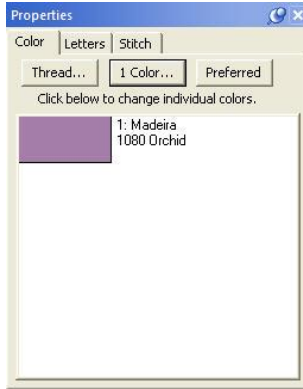 Properties
Color Letters Stitch
Thread... 1 Color... Preferred
Click below to change individual colors.
1: Madeira
1080 Orchid